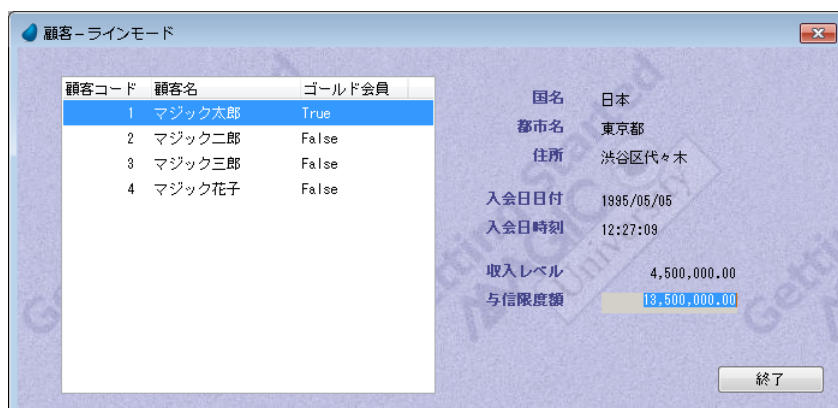 顧客−ラインモード
顧客コード 顧客名 ゴールド会員
1 マジック太郎 True
2 マジック二郎 False
3 マジック三郎 False
4 マジック花子 False
国名 日本
都市名 東京都
住所 渋谷区代々木
入会日日付 1995/05/05
入会日時刻 12:27:09
収入レベル 4,500,000.00
与信限度額 13,500,000.00
終了
Getting Started
University
Getti